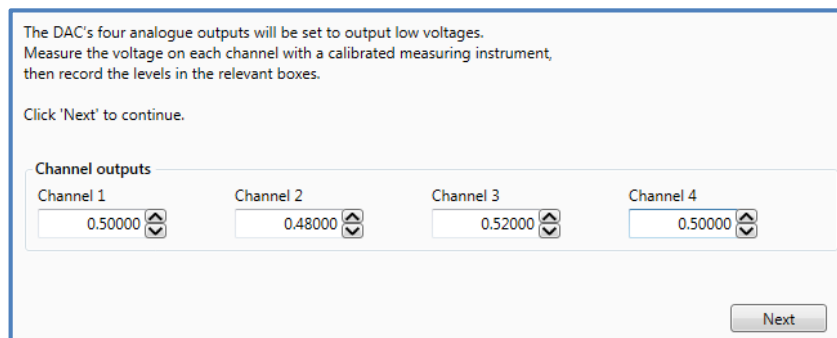 The DAC's four analogue outputs will be set to output low voltages.
Measure the voltage on each channel with a calibrated measuring instrument,
then record the levels in the relevant boxes.
Click 'Next' to continue.
Channel outputs
Channel 1 Channel 2 Channel 3 Channel 4
0.50000 0.48000 0.52000 0.50000
Next